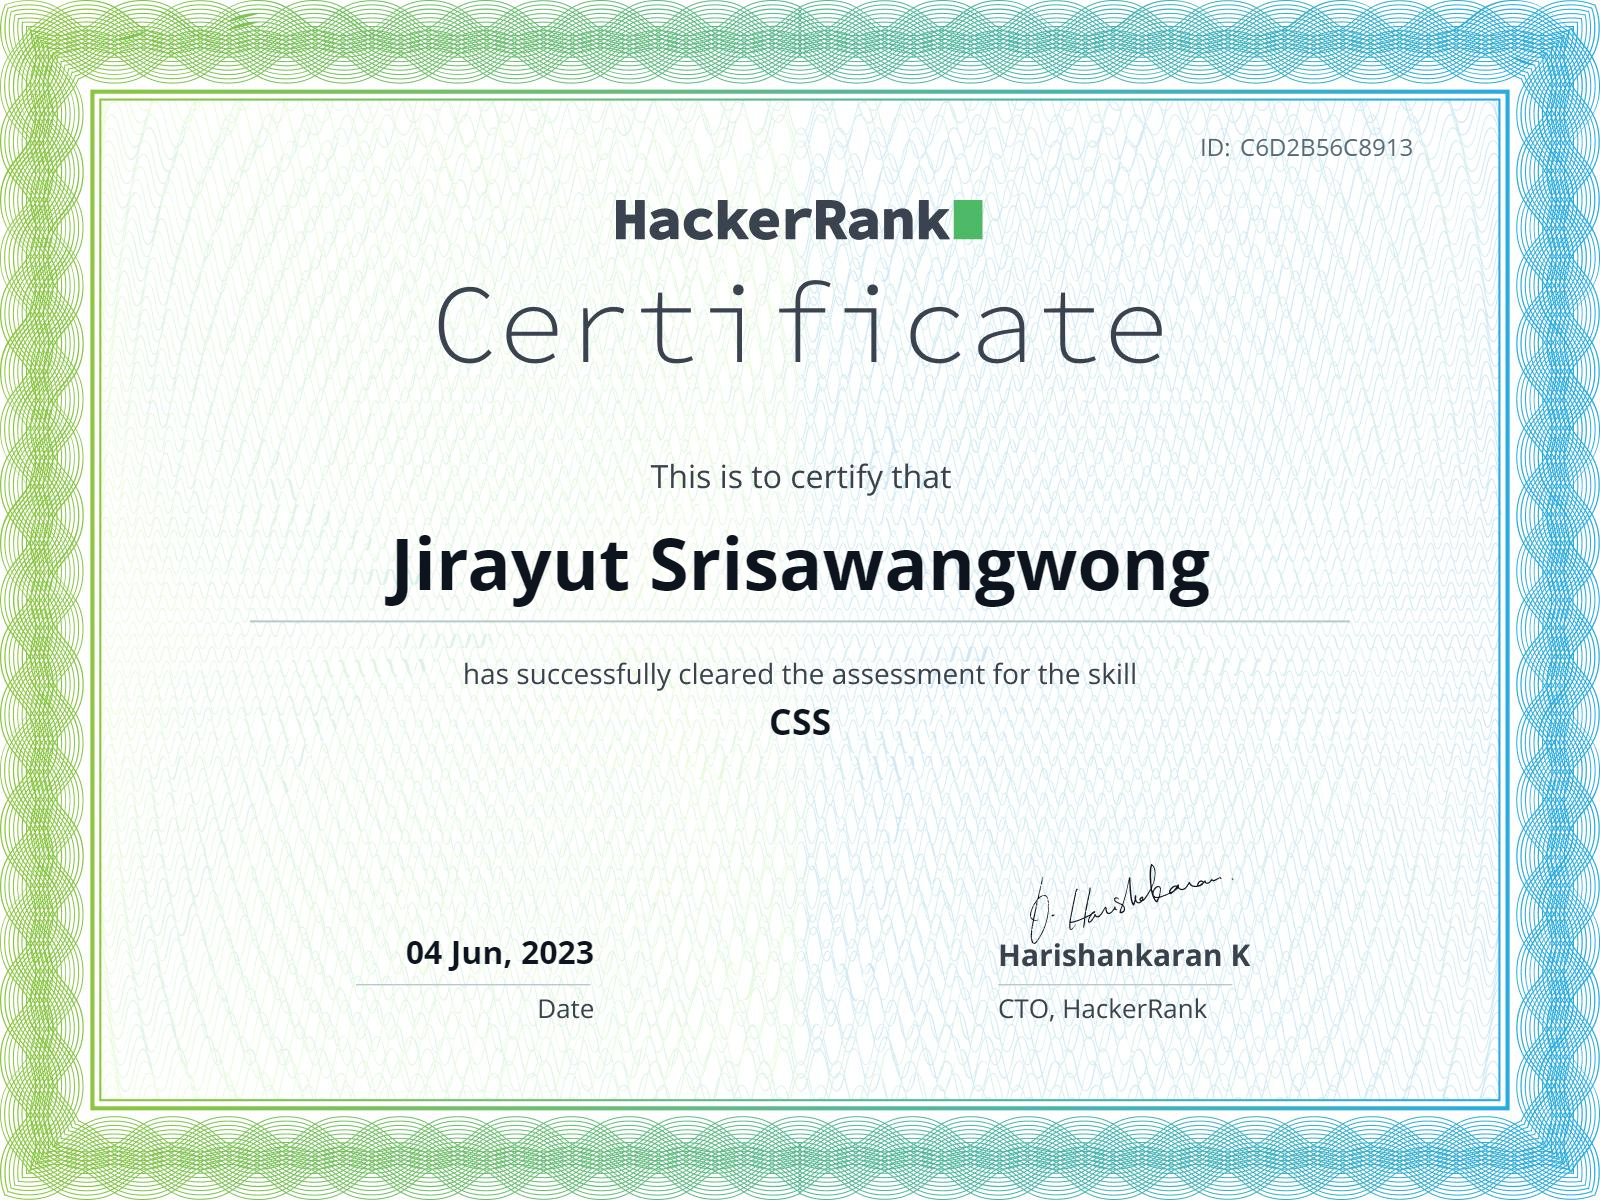 ID: C6D2B56C8913
HackerRank
Certificate
This is to certify that
Jirayut Srisawangwong
has successfully cleared the assessment for the skill
CSS
04 Jun, 2023
Date
Harishankaran K
CTO, HackerRank